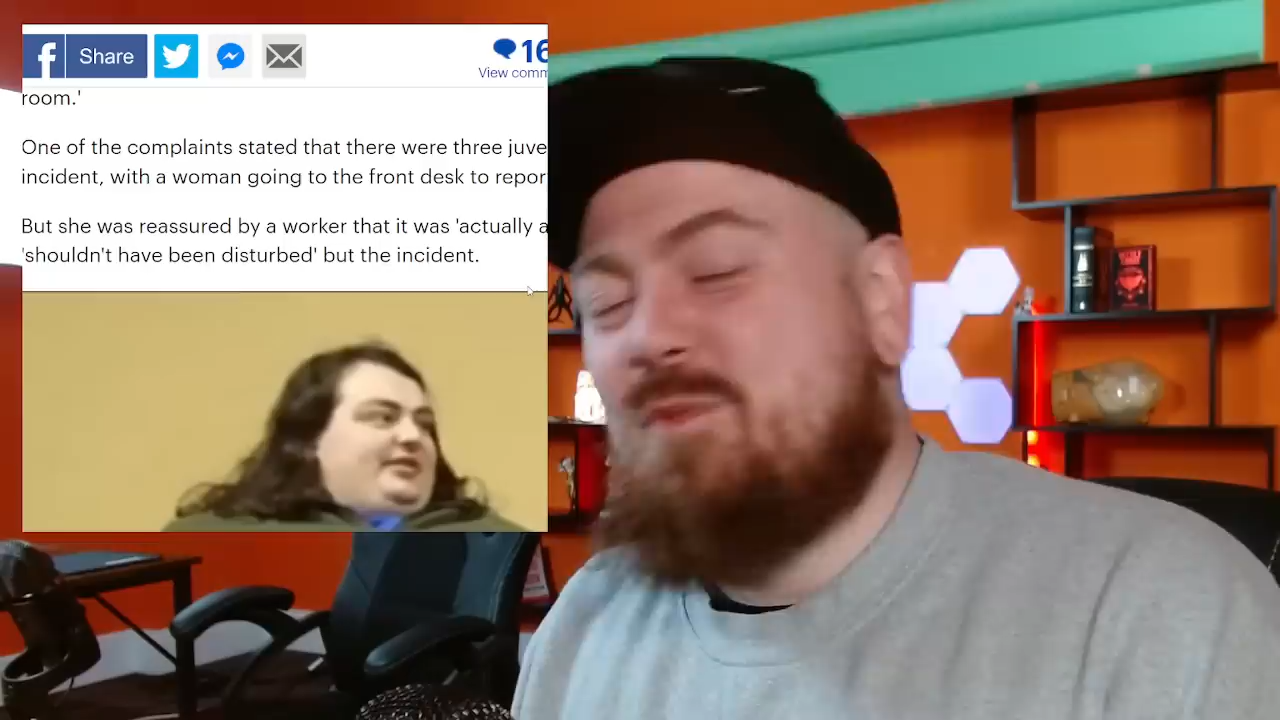 Share
16
View comm
room.'
One of the complaints stated that there were three juve
incident, with a woman going to the front desk to repor
But she was reassured by a worker that it was 'actually a
'shouldn't have been disturbed' but the incident.